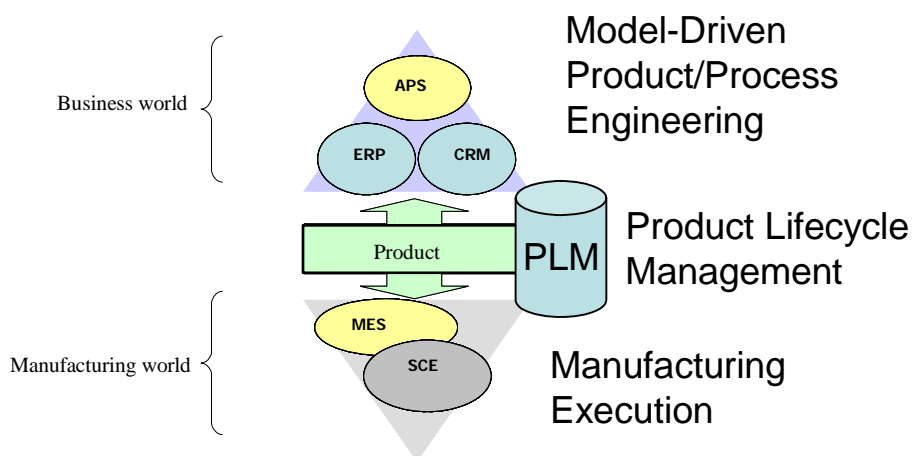 Model-Driven
Product/Process
Engineering
Business world
APS
ERP
CRM
Product
PLM
Product Lifecycle
Management
Manufacturing world
MES
SCE
Manufacturing
Execution